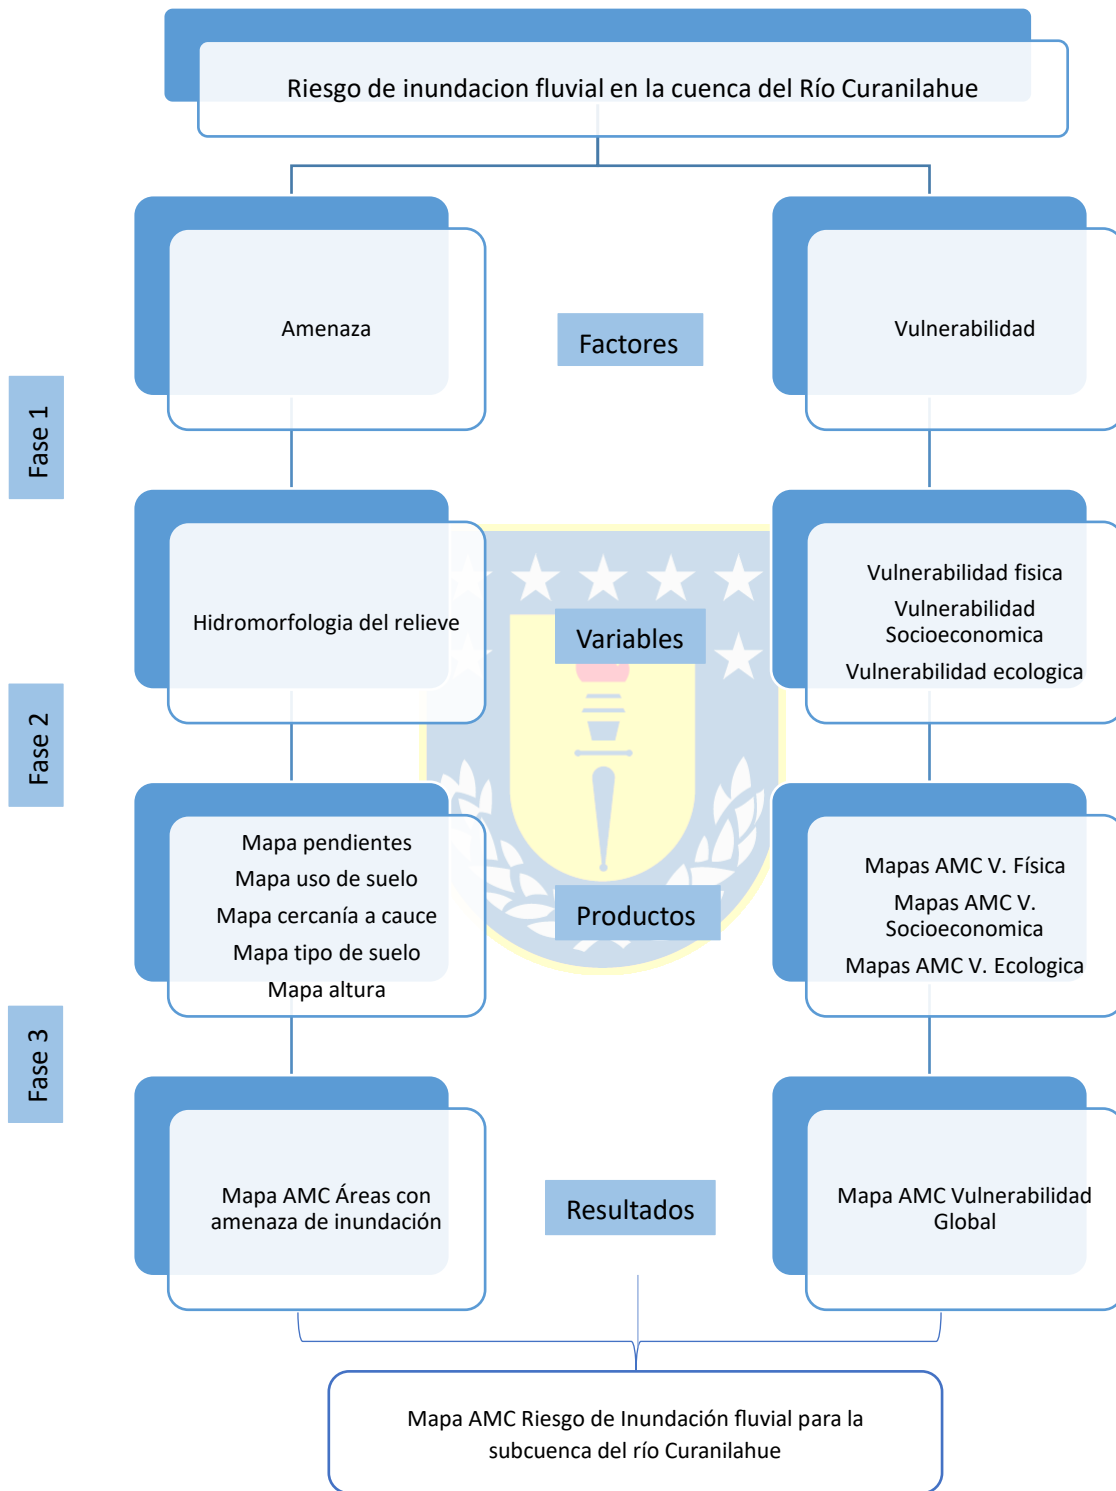 Riesgo de inundacion fluvial en la cuenca del Río Curanilahue
Amenaza
Factores
Vulnerabilidad
Fase 1
Hidromorfologia del relieve
Variables
Vulnerabilidad fisica
Vulnerabilidad
Socioeconomica
Vulnerabilidad ecologica
Fase 2
Mapa pendientes
Mapa uso de suelo
Mapa cercanía a cauce
Mapa tipo de suelo
Mapa altura
Productos
Mapas AMC V. Física
Mapas AMC V.
Socioeconomica
Mapas AMC V. Ecologica
Fase 3
Mapa AMC Áreas con
amenaza de inundación
Resultados
Mapa AMC Vulnerabilidad
Global
Mapa AMC Riesgo de Inundación fluvial para la
subcuenca del río Curanilahue